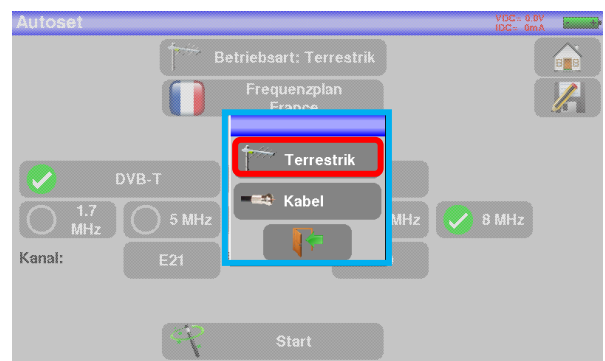 Autoset
VDC= 0.0V
IDC= 0mA
Betriebsart: Terrestrik
Frequenzplan
France
Terrestrik
DVB-T
Kabel
1.7
MHz
5 MHz
MHz
8 MHz
Kanal:
E21
Start